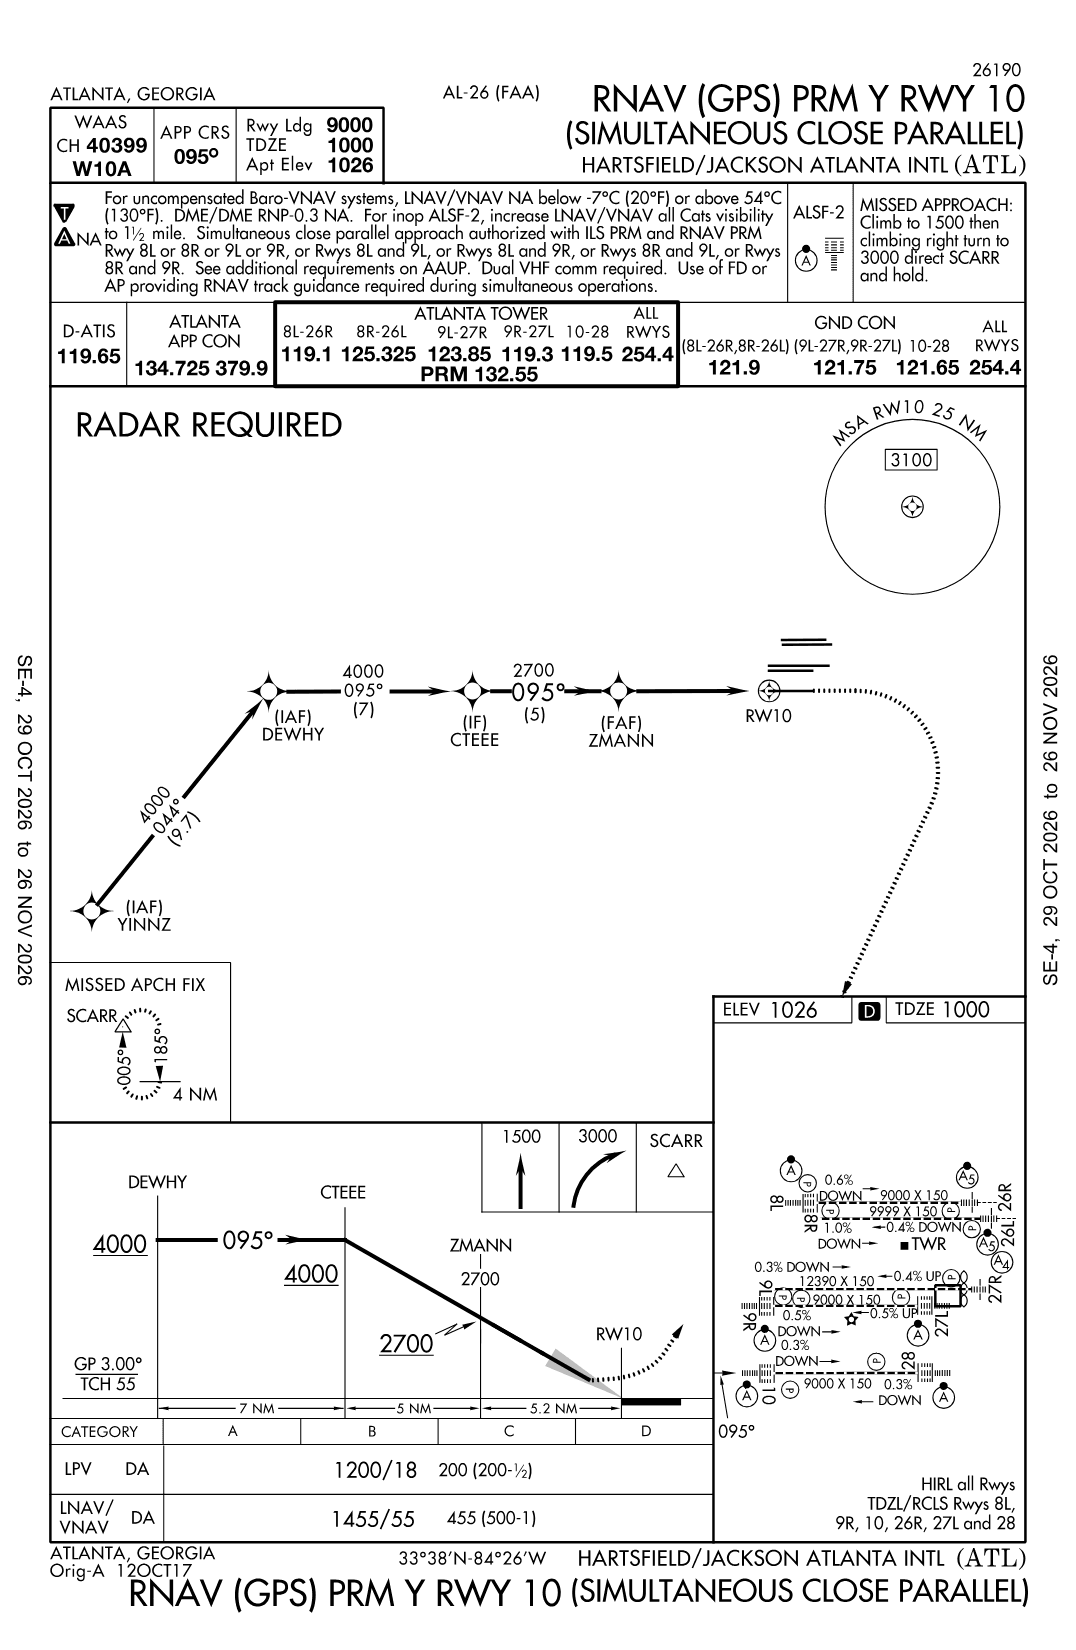 26190
ATLANTA, GEORGIA
AL-26 (FAA)
RNAV (GPS) PRM Y RWY 10
(SIMULTANEOUS CLOSE PARALLEL)
HARTSFIELD/JACKSON ATLANTA INTL (ATL)
WAAS
CH 40399
W10A
APP CRS
095°
Rwy Ldg 9000
TDZE 1000
Apt Elev 1026
T
A NA
For uncompensated Baro-VNAV systems, LNAV/VNAV NA below -7°C (20°F) or above 54°C
(130°F). DME/DME RNP-0.3 NA. For inop ALSF-2, increase LNAV/VNAV all Cats visibility
to 1½ mile. Simultaneous close parallel approach authorized with ILS PRM and RNAV PRM
Rwy 8L or 8R or 9L or 9R, or Rwys 8L and 9L, or Rwys 8L and 9R, or Rwys 8R and 9L, or Rwys
8R and 9R. See additional requirements on AAUP. Dual VHF comm required. Use of FD or
AP providing RNAV track guidance required during simultaneous operations.
ALSF-2
A
MISSED APPROACH:
Climb to 1500 then
climbing right turn to
3000 direct SCARR
and hold.
D-ATIS
119.65
ATLANTA
APP CON
134.725 379.9
ATLANTA TOWER
8L-26R 8R-26L 9L-27R 9R-27L 10-28 ALL RWYS
119.1 125.325 123.85 119.3 119.5 254.4
PRM 132.55
GND CON
(8L-26R,8R-26L) (9L-27R,9R-27L) 10-28 ALL RWYS
121.9 121.75 121.65 254.4
RADAR REQUIRED
MSA RW10 25 NM
3100
4000
095°
(7)
2700
095°
(5)
(IAF)
DEWHY
(IF)
CTEEE
(FAF)
ZMANN
RW10
4000
044°
(9.7)
(IAF)
YINNZ
SE-4, 29 OCT 2026 to 26 NOV 2026
SE-4, 29 OCT 2026 to 26 NOV 2026
MISSED APCH FIX
SCARR
005°
185°
4 NM
ELEV 1026
D
TDZE 1000
A
P
0.6%
DOWN
9000 X 150
A5
8L
26R
P
9999 X 150
P
8R
1.0%
DOWN
0.4% DOWN
P
26L
A5
TWR
A4
0.3% DOWN
12390 X 150
0.4% UP
P
9L
27R
P
P
9000 X 150
P
9R
0.5%
DOWN
0.5% UP
27L
A
A
0.3%
DOWN
P
28
10
9000 X 150
0.3%
DOWN
A
P
A
095°
HIRL all Rwys
TDZL/RCLS Rwys 8L,
9R, 10, 26R, 27L and 28
1500
3000
SCARR
DEWHY
CTEEE
ZMANN
2700
RW10
4000
095°
4000
2700
GP 3.00°
TCH 55
7 NM
5 NM
5.2 NM
CATEGORY A B C D
LPV DA 1200/18 200 (200-½)
LNAV/
VNAV DA 1455/55 455 (500-1)
ATLANTA, GEORGIA
Orig-A 12OCT17
33°38'N-84°26'W
HARTSFIELD/JACKSON ATLANTA INTL (ATL)
RNAV (GPS) PRM Y RWY 10 (SIMULTANEOUS CLOSE PARALLEL)